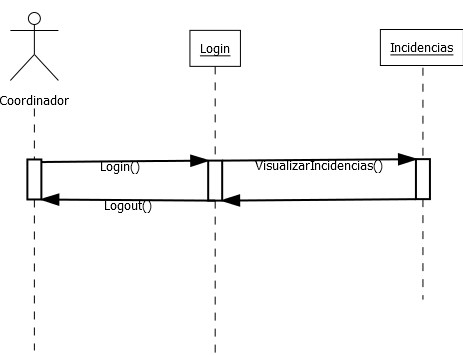 Login
Incidencias
Coordinador
Login()
VisualizarIncidencias()
Logout()